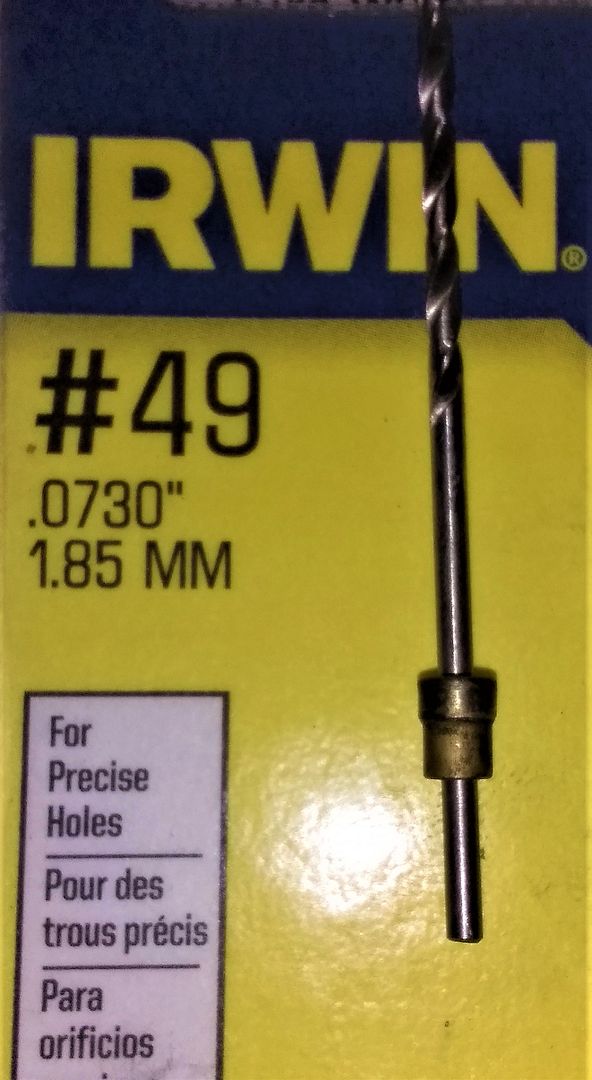 IRWIN®
#49
.0730"
1.85 MM
For
Precise
Holes
Pour des
trous précis
Para
orificios